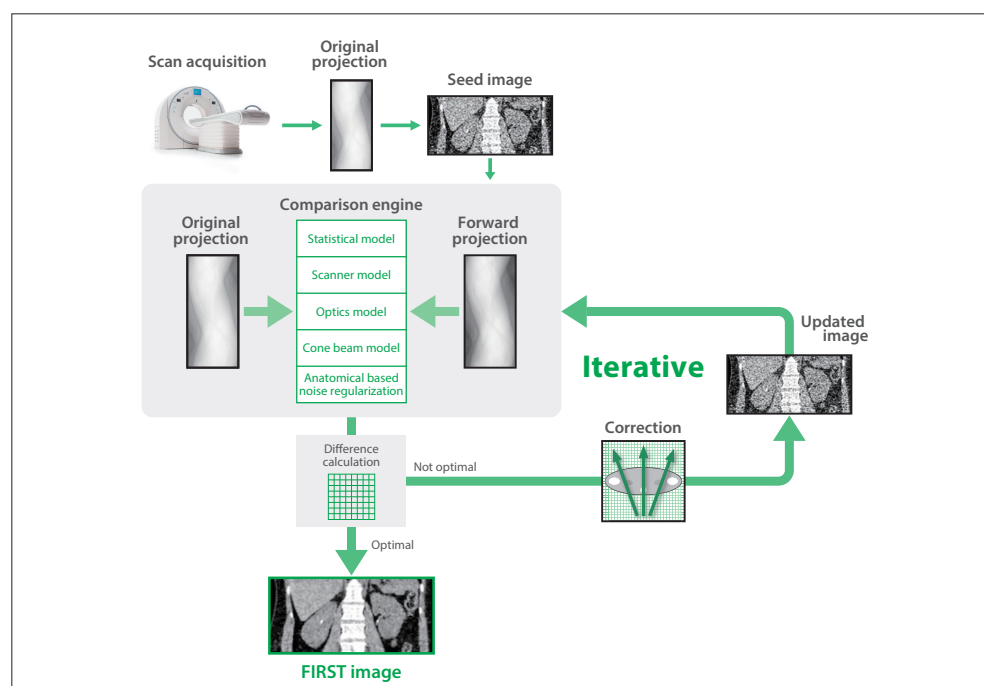 Scan acquisition
Original
projection
Seed image
Comparison engine
Original
projection
Statistical model
Scanner model
Optics model
Cone beam model
Anatomical based
noise regularization
Forward
projection
Iterative
Updated
image
Difference
calculation
Not optimal
Correction
Optimal
FIRST image